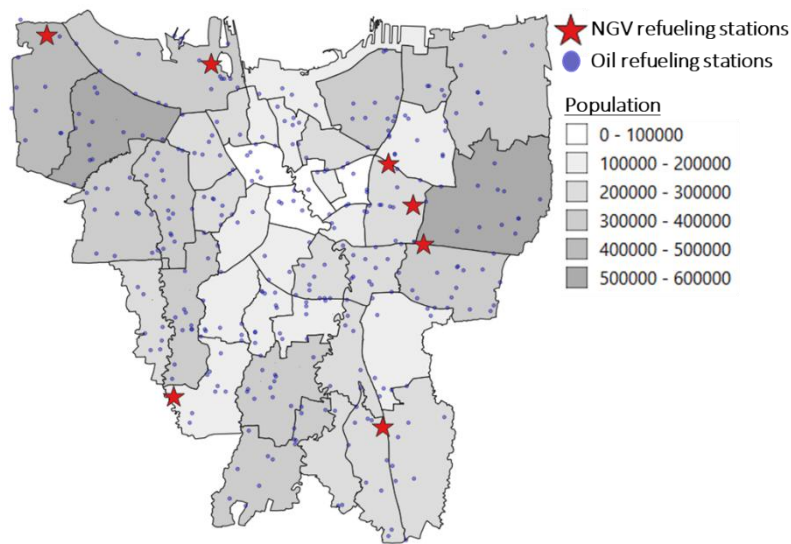 NGV refueling stations
Oil refueling stations
Population
0 - 100000
100000 - 200000
200000 - 300000
300000 - 400000
400000 - 500000
500000 - 600000